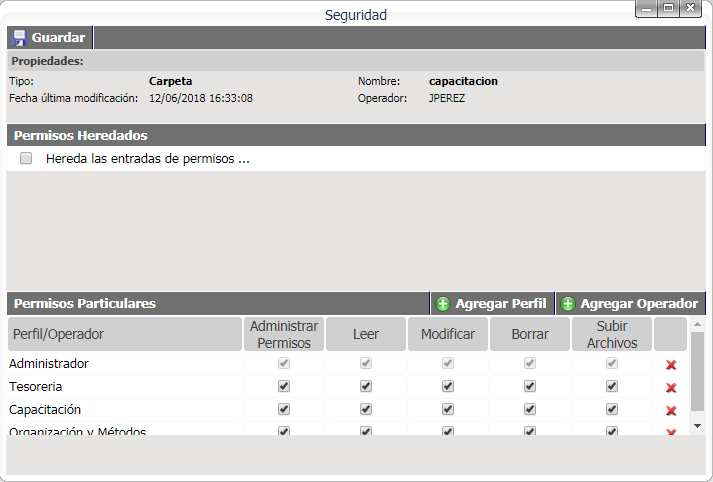 Seguridad
Guardar
Propiedades:
Tipo: Carpeta Nombre: capacitacion
Fecha última modificación: 12/06/2018 16:33:08 Operador: JPEREZ
Permisos Heredados
Hereda las entradas de permisos ...
Permisos Particulares Agregar Perfil Agregar Operador
Perfil/Operador Administrar Permisos Leer Modificar Borrar Subir Archivos
Administrador
Tesoreria
Capacitación
Organización y Métodos